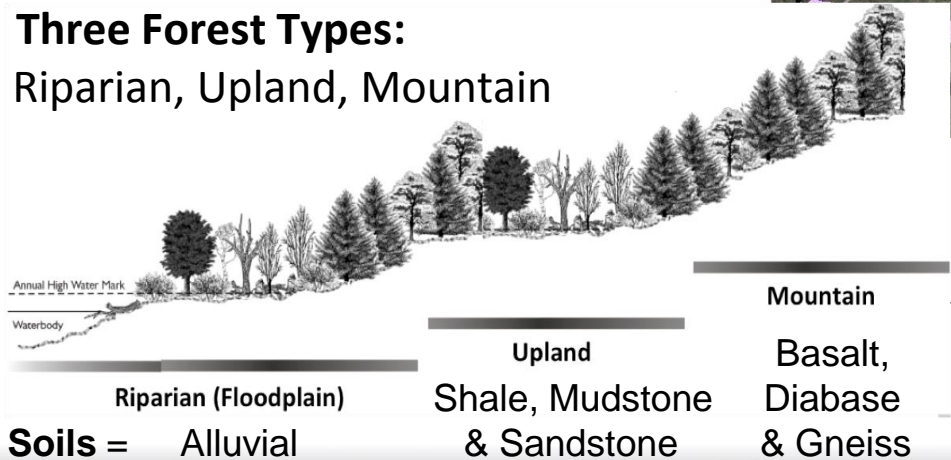 Three Forest Types:
Riparian, Upland, Mountain
Annual High Water Mark
Waterbody
Riparian (Floodplain)
Upland
Mountain
Soils = Alluvial
Shale, Mudstone
& Sandstone
Basalt,
Diabase
& Gneiss